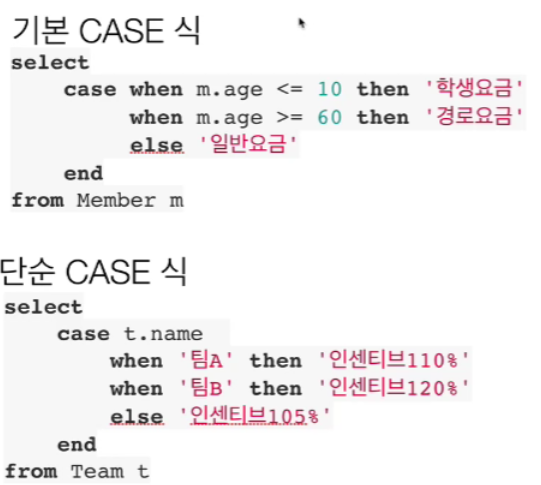 기본 CASE 식
select
    case when m.age <= 10 then '학생요금'
         when m.age >= 60 then '경로요금'
         else '일반요금'
    end
from Member m
단순 CASE 식
select
    case t.name
        when '팀A' then '인센티브110%'
        when '팀B' then '인센티브120%'
        else '인센티브105%'
    end
from Team t